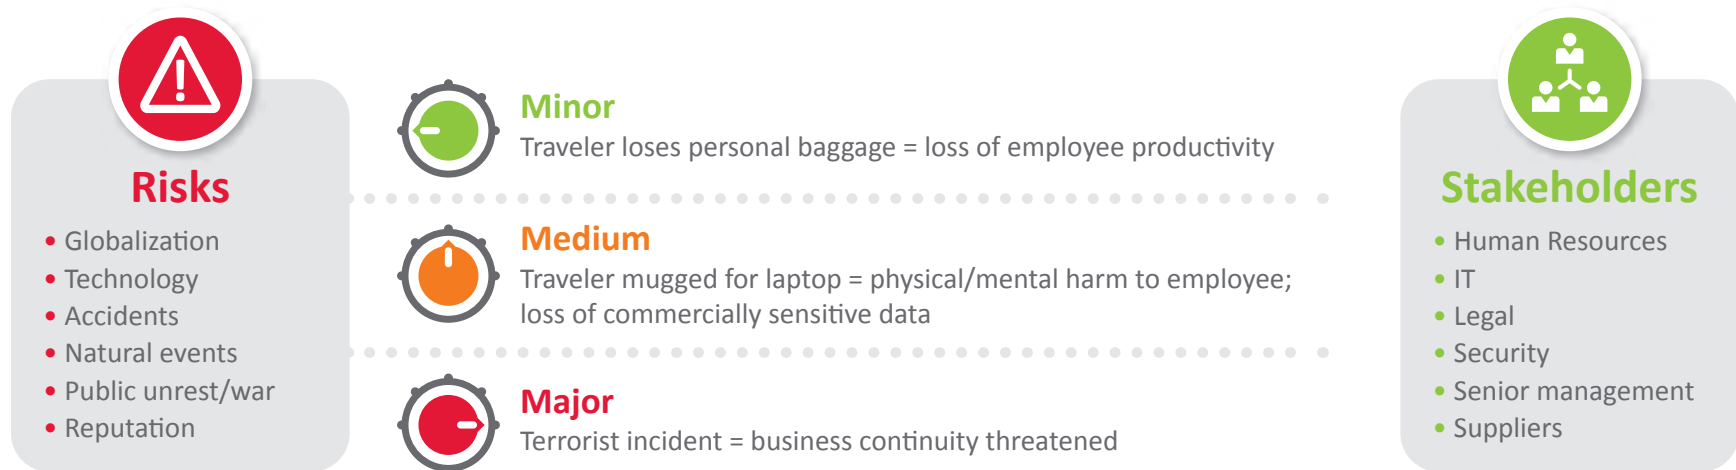 Risks
• Globalization
• Technology
• Accidents
• Natural events
• Public unrest/war
• Reputation
Minor
Traveler loses personal baggage = loss of employee productivity
Medium
Traveler mugged for laptop = physical/mental harm to employee;
loss of commercially sensitive data
Major
Terrorist incident = business continuity threatened
Stakeholders
• Human Resources
• IT
• Legal
• Security
• Senior management
• Suppliers